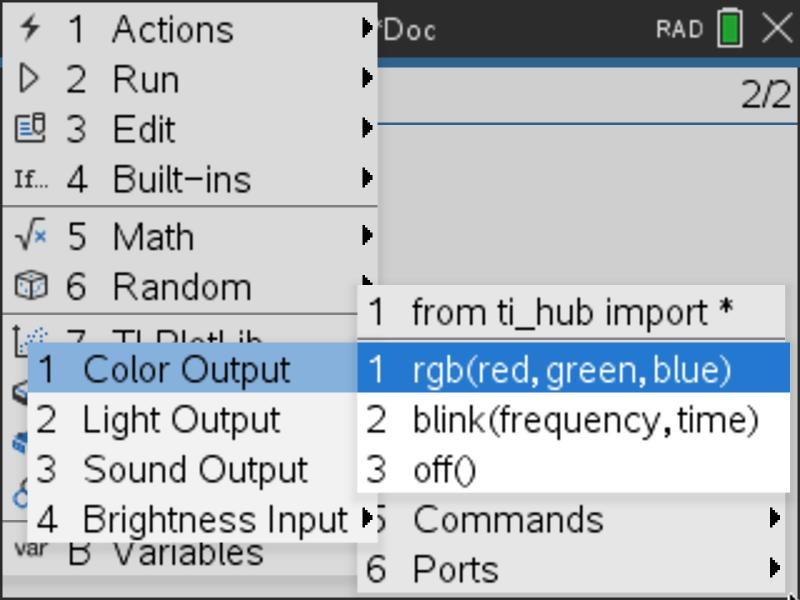 1 Actions
*Doc
RAD
2 Run
2/2
3 Edit
If... 4 Built-ins
√x 5 Math
6 Random
1 from ti_hub import *
7 TI PlotLib
1 Color Output
1 rgb(red,green,blue)
2 Light Output
2 blink(frequency,time)
3 Sound Output
3 off()
4 Brightness Input
5 Commands
var B Variables
6 Ports